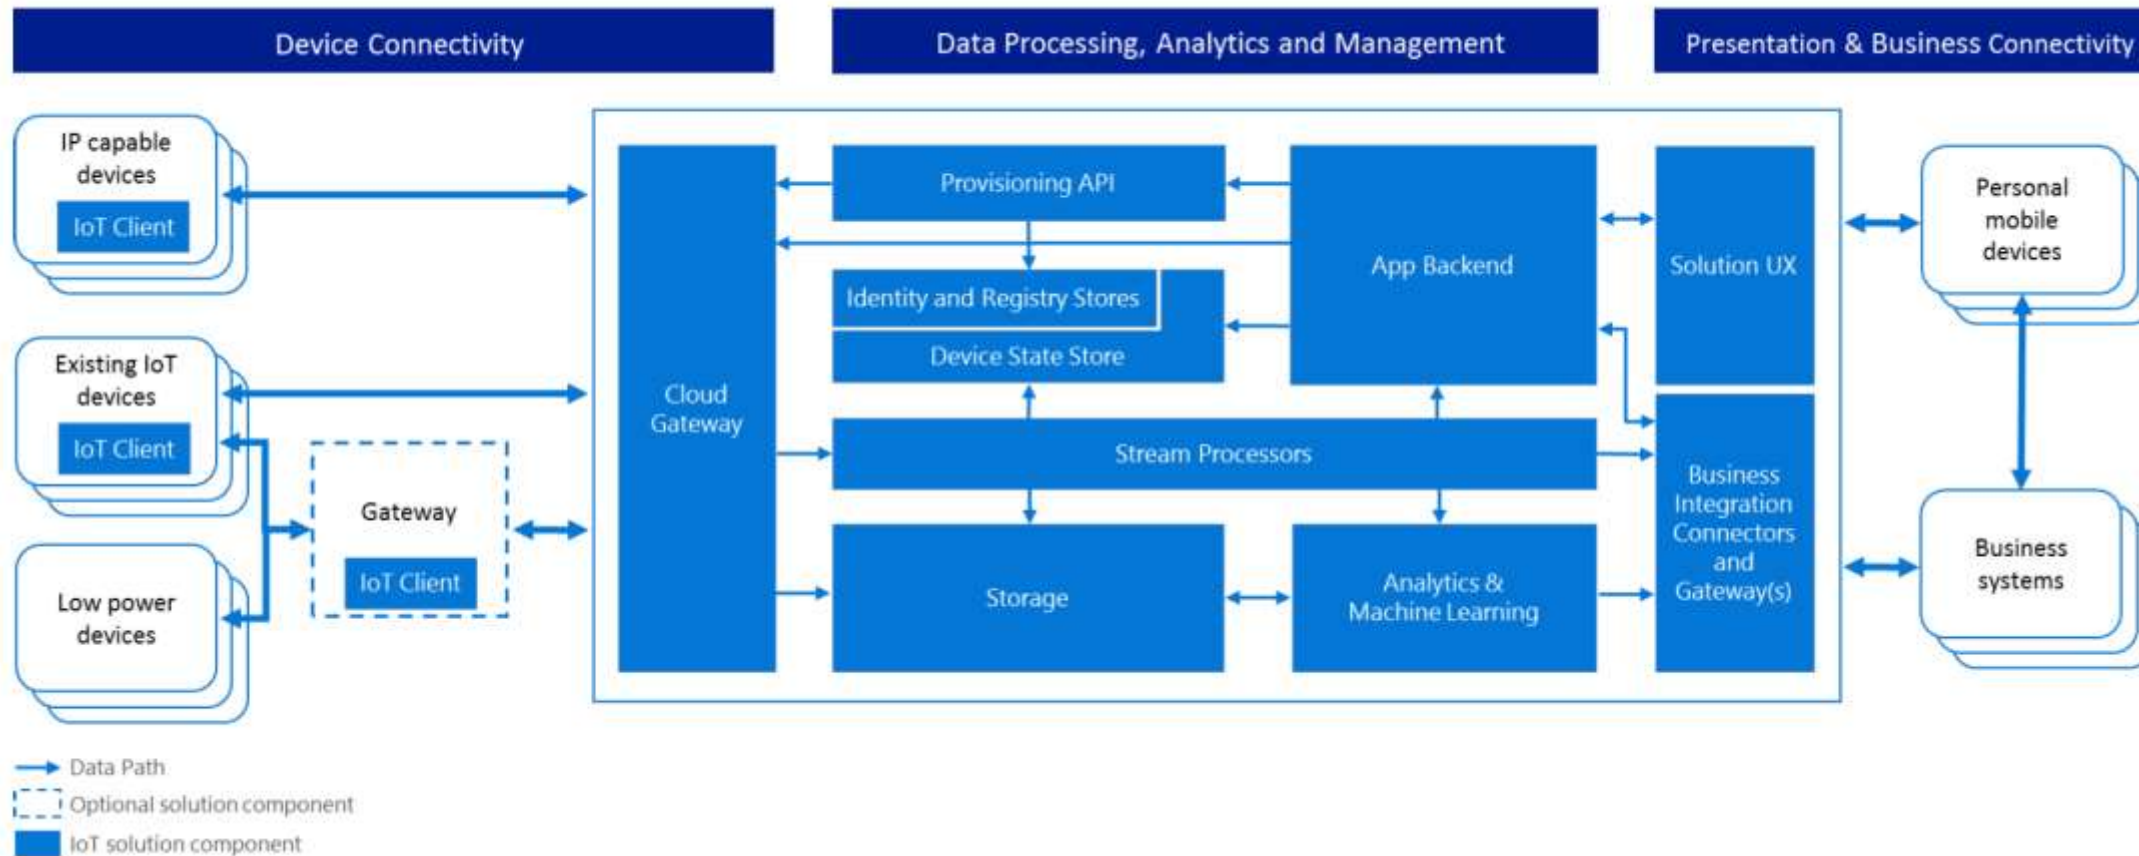 Device Connectivity
Data Processing, Analytics and Management
Presentation & Business Connectivity
IP capable
devices
IoT Client
Existing IoT
devices
IoT Client
Low power
devices
Gateway
IoT Client
Cloud
Gateway
Provisioning API
Identity and Registry Stores
Device State Store
Stream Processors
Storage
App Backend
Analytics &
Machine Learning
Solution UX
Business
Integration
Connectors
and
Gateway(s)
Personal
mobile
devices
Business
systems
Data Path
Optional solution component
IoT solution component